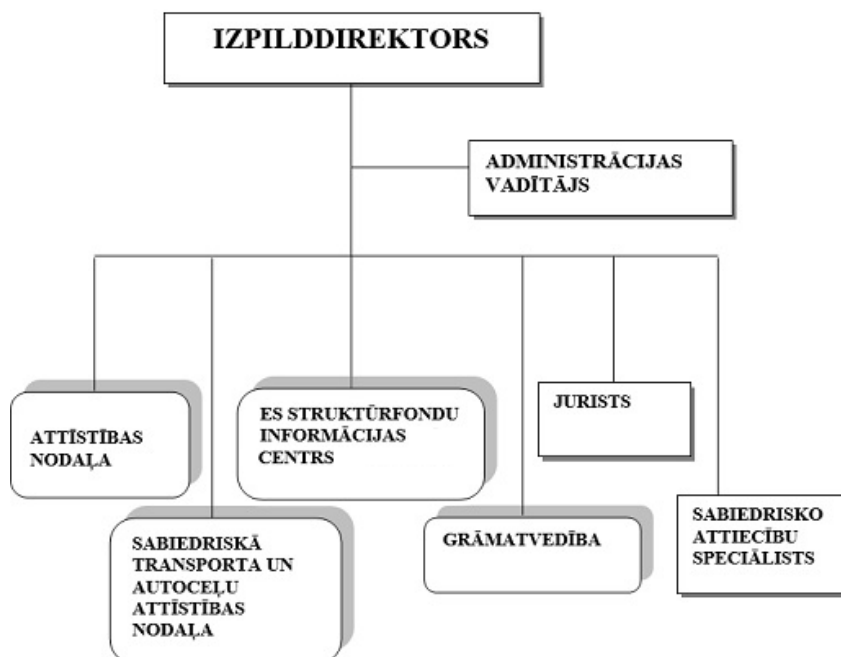 IZPILDDIREKTORS
ADMINISTRĀCIJAS
VADĪTĀJS
ATTĪSTĪBAS
NODAĻA
SABIEDRISKĀ
TRANSPORTA UN
AUTOCEĻU
ATTĪSTĪBAS
NODAĻA
ES STRUKTŪRFONDU
INFORMĀCIJAS
CENTRS
GRĀMATVEDĪBA
JURISTS
SABIEDRISKO
ATTIECĪBU
SPECIĀLISTS